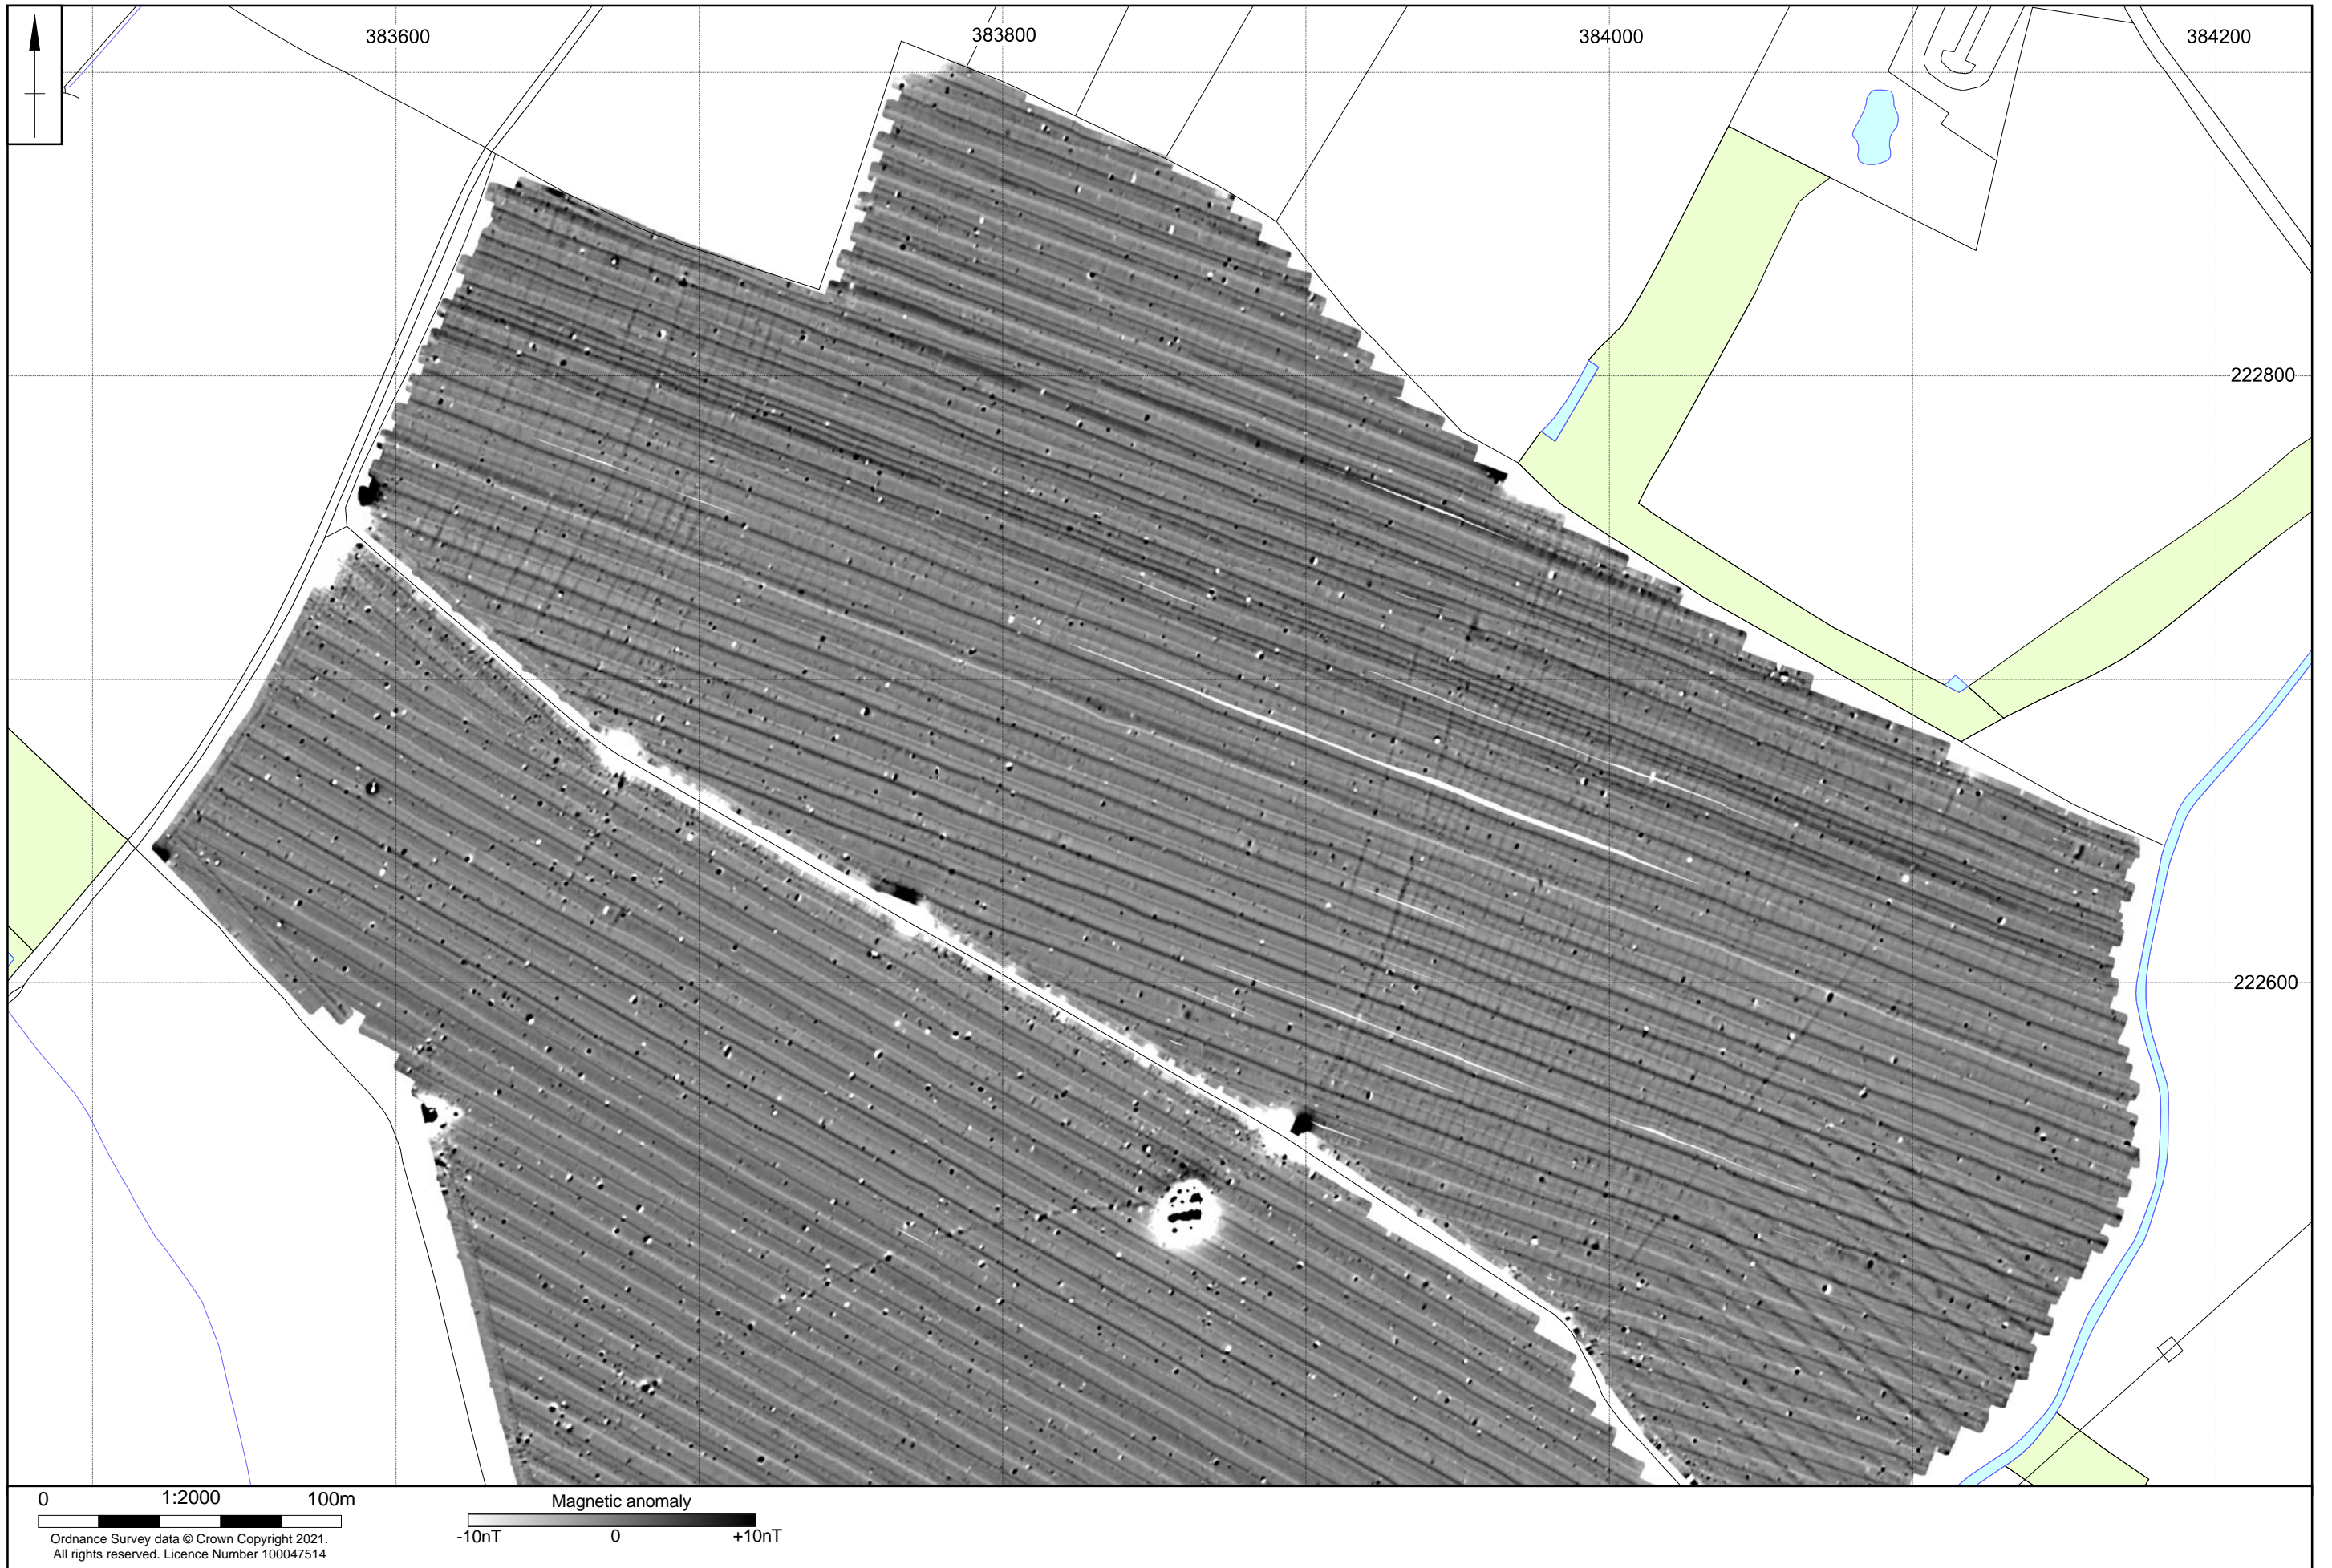 383600
383800
384000
384200
222800
222600
0 1:2000 100m
Ordnance Survey data © Crown Copyright 2021.
All rights reserved. Licence Number 100047514
Magnetic anomaly
-10nT 0 +10nT